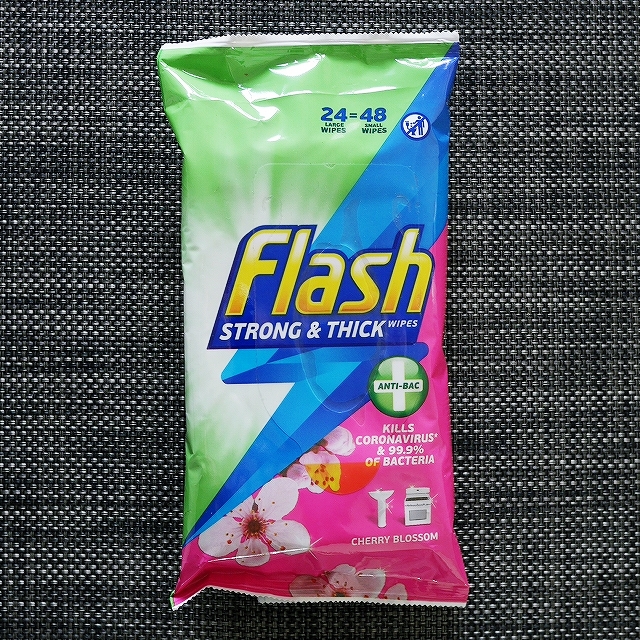 24 = 48
LARGE WIPES SMALL WIPES
Flash
STRONG & THICK WIPES
ANTI-BAC
KILLS
CORONAVIRUS*
& 99.9%
OF BACTERIA
CHERRY BLOSSOM